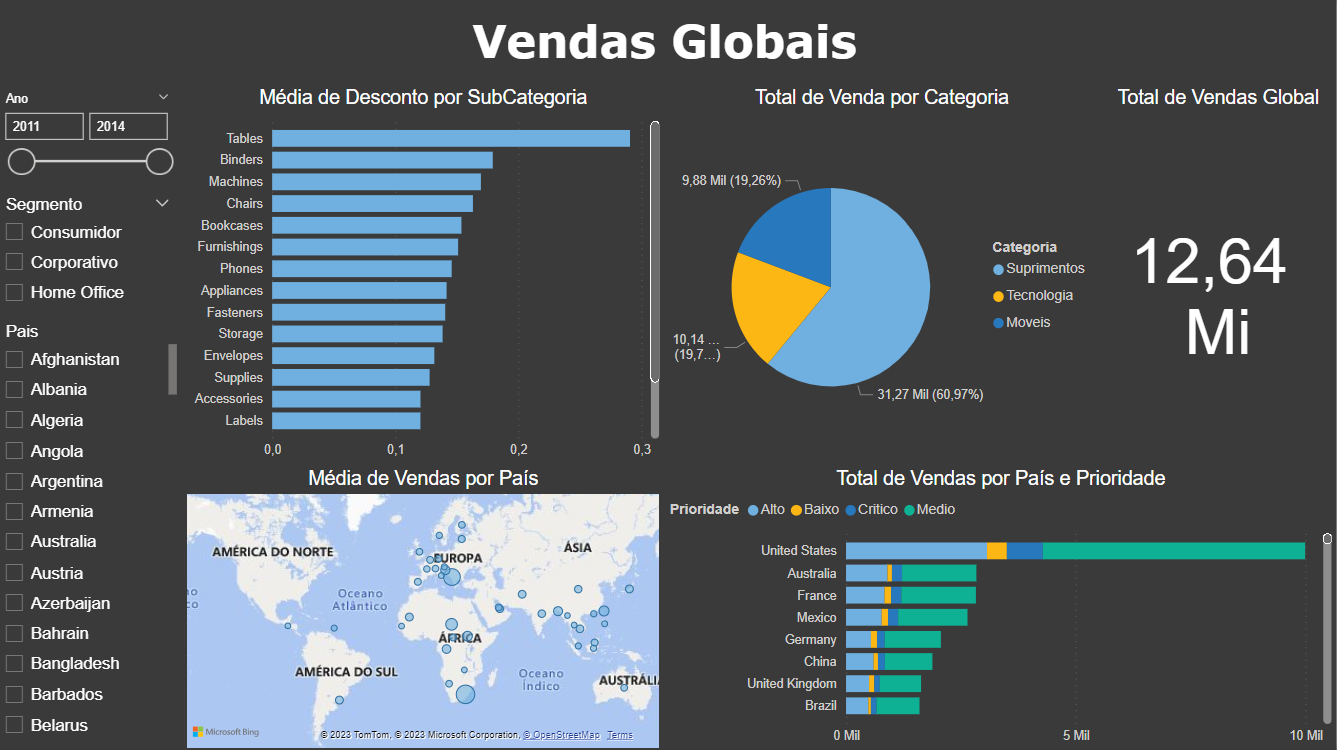 Vendas Globais
Ano
2011
2014
Segmento
Consumidor
Corporativo
Home Office
Pais
Afghanistan
Albania
Algeria
Angola
Argentina
Armenia
Australia
Austria
Azerbaijan
Bahrain
Bangladesh
Barbados
Belarus
Média de Desconto por SubCategoria
Tables
Binders
Machines
Chairs
Bookcases
Furnishings
Phones
Appliances
Fasteners
Storage
Envelopes
Supplies
Accessories
Labels
0,0
0,1
0,2
0,3
Total de Venda por Categoria
9,88 Mil (19,26%)
10,14 ...
(19,7...)
31,27 Mil (60,97%)
Categoria
Suprimentos
Tecnologia
Moveis
Total de Vendas Global
12,64
Mi
Média de Vendas por País
AMÉRICA DO NORTE
EUROPA
ÁSIA
Oceano
Atlântico
co
ÁFRICA
AMÉRICA DO SUL
Oceano
Índico
AUSTRÁLIA
Microsoft Bing
© 2023 TomTom, © 2023 Microsoft Corporation, © OpenStreetMap Terms
Total de Vendas por País e Prioridade
Prioridade
Alto
Baixo
Critico
Medio
United States
Australia
France
Mexico
Germany
China
United Kingdom
Brazil
0 Mil
5 Mil
10 Mil